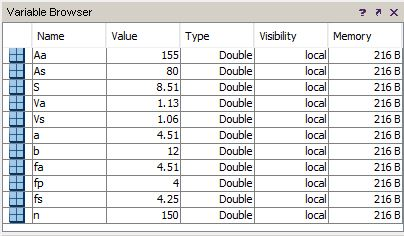 Variable Browser ? ↗ ×
Name Value Type Visibility Memory
Aa 155 Double local 216 B
As 80 Double local 216 B
S 8.51 Double local 216 B
Va 1.13 Double local 216 B
Vs 1.06 Double local 216 B
a 4.51 Double local 216 B
b 12 Double local 216 B
fa 4.51 Double local 216 B
fp 4 Double local 216 B
fs 4.25 Double local 216 B
n 150 Double local 216 B